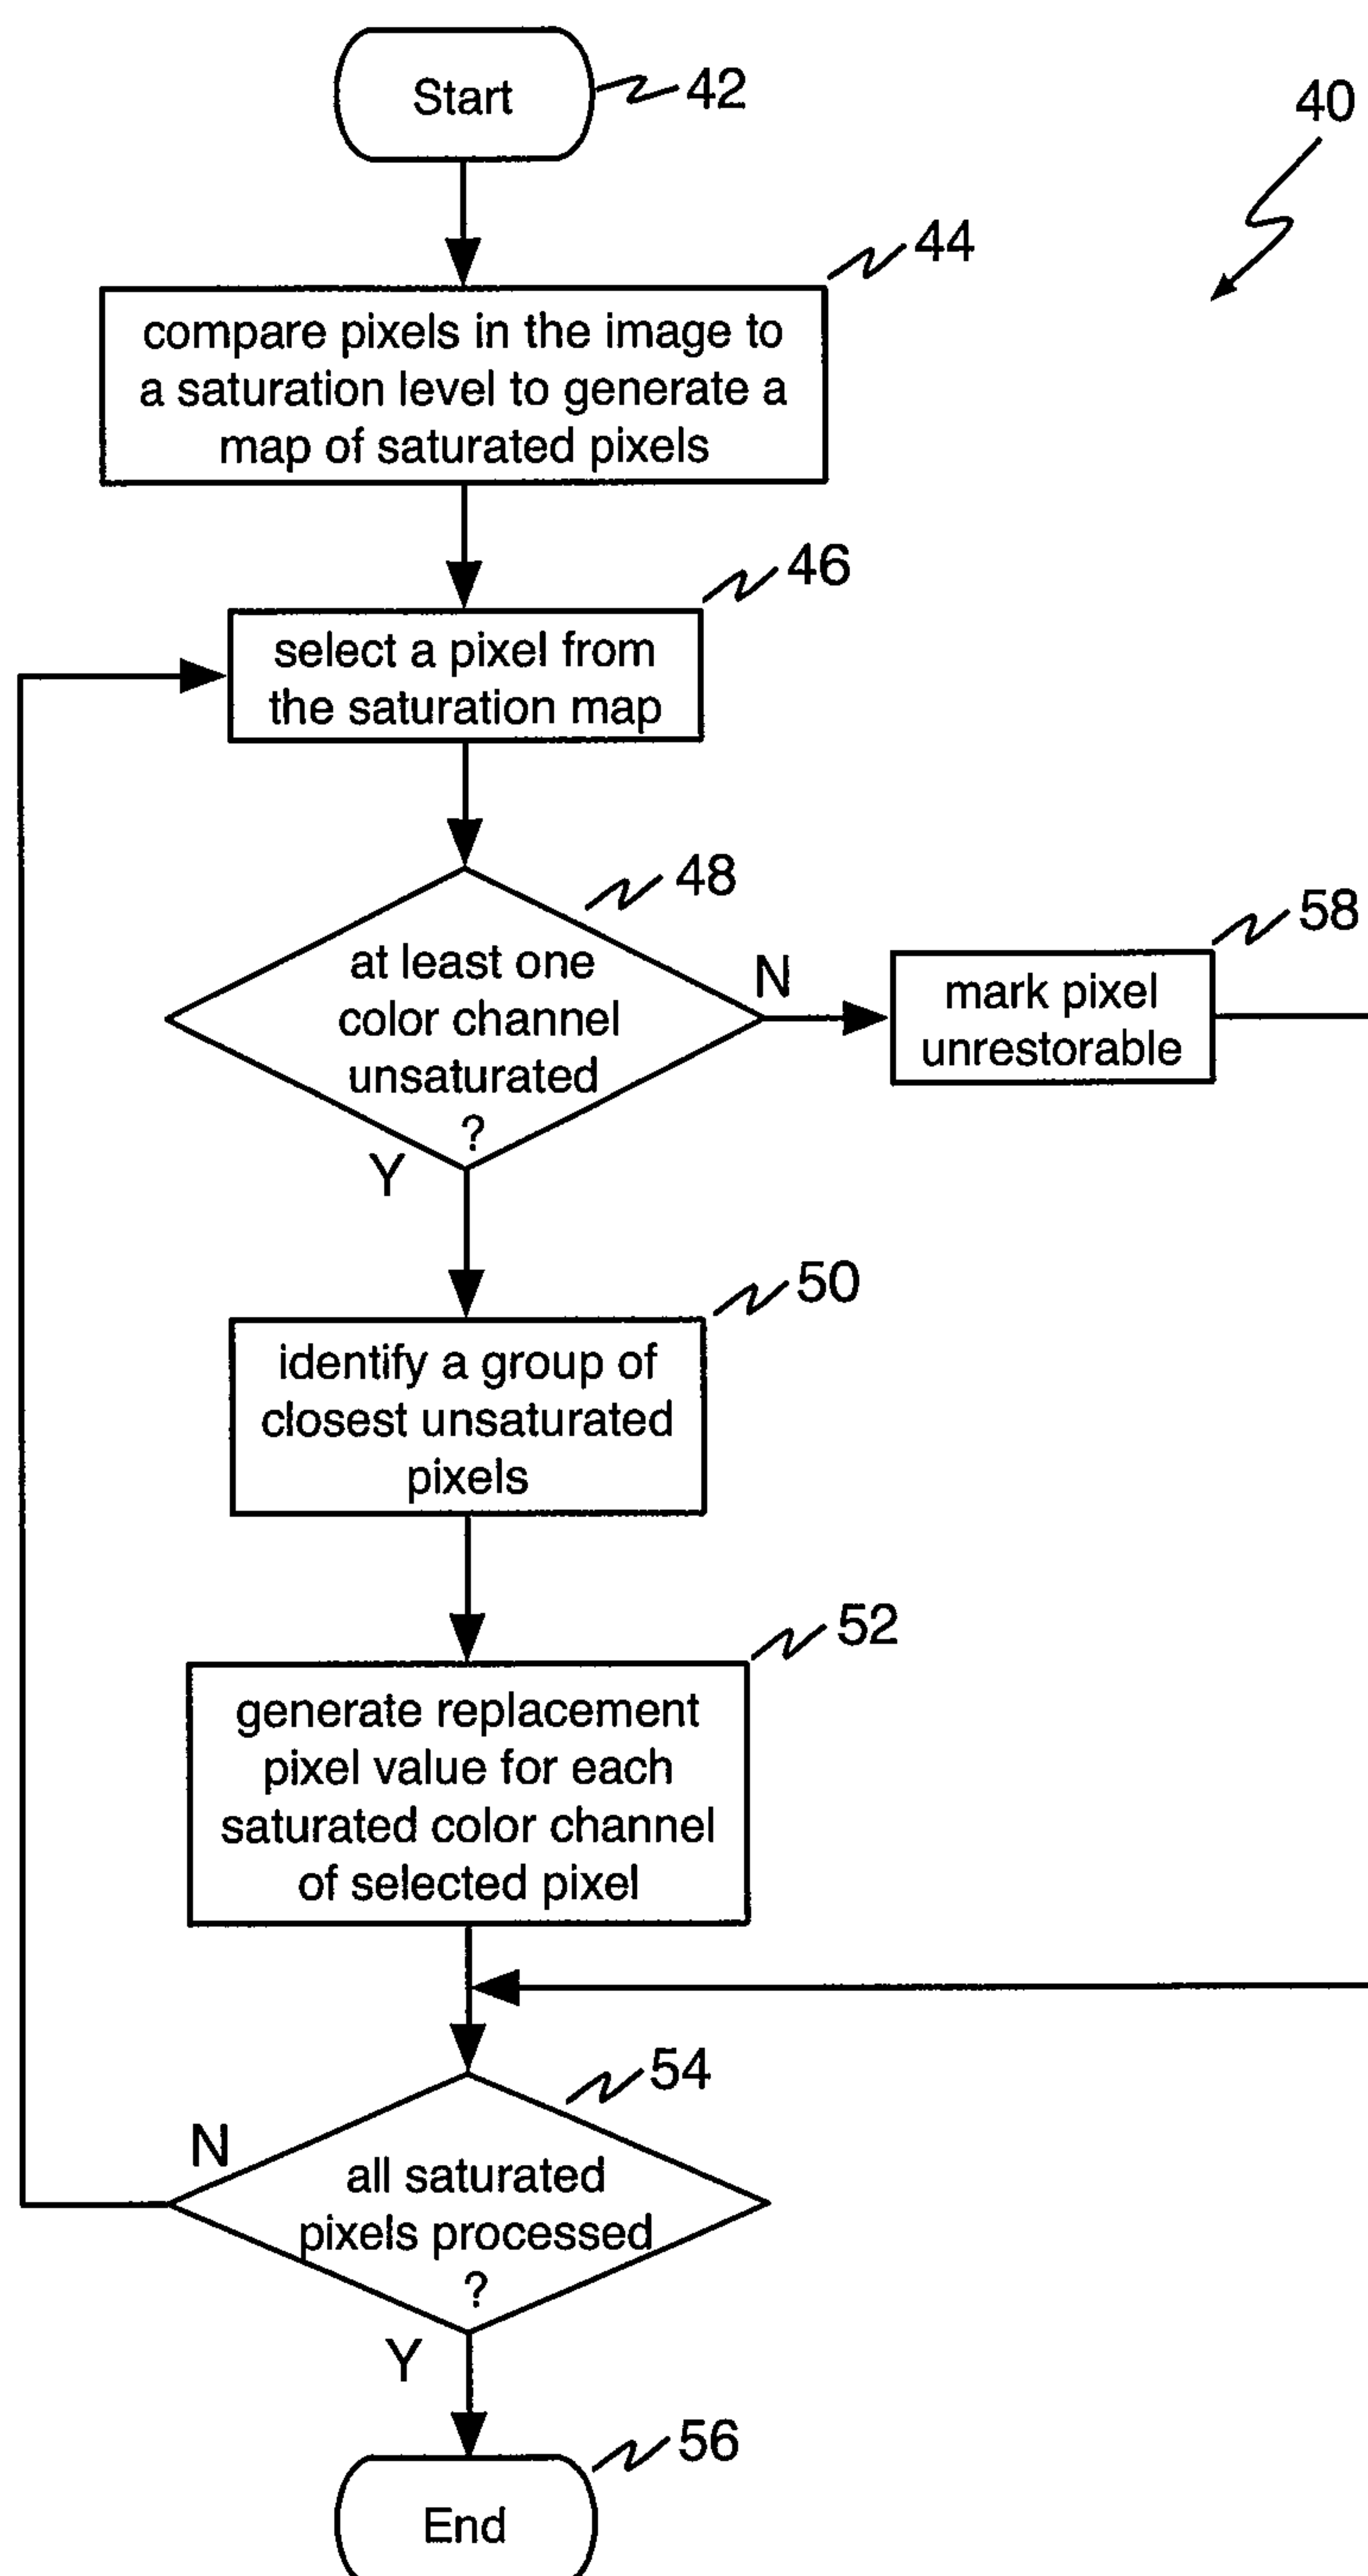 Start
42
40
44
compare pixels in the image to
a saturation level to generate a
map of saturated pixels
46
select a pixel from
the saturation map
48
at least one
color channel
unsaturated
?
N
58
mark pixel
unrestorable
Y
50
identify a group of
closest unsaturated
pixels
52
generate replacement
pixel value for each
saturated color channel
of selected pixel
54
N
all saturated
pixels processed
?
Y
56
End